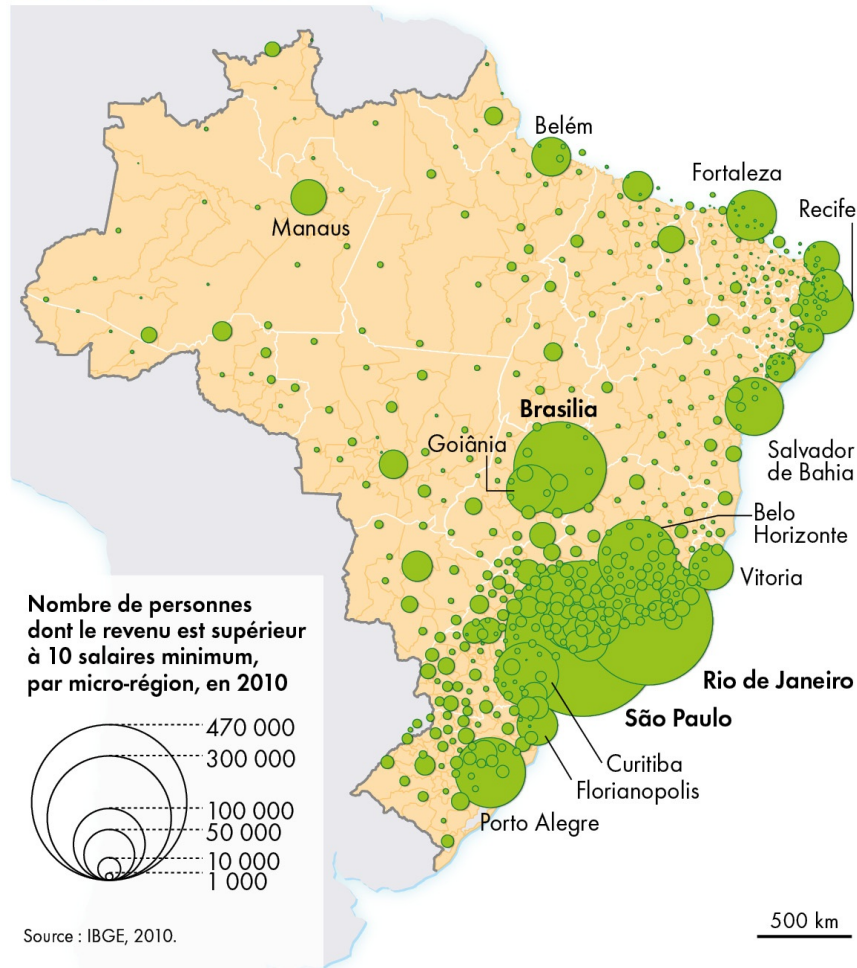 Belém
Fortaleza
Recife
Manaus
Brasilia
Goiânia
Salvador
de Bahia
Belo
Horizonte
Vitoria
Rio de Janeiro
São Paulo
Curitiba
Florianopolis
Porto Alegre
Nombre de personnes
dont le revenu est supérieur
à 10 salaires minimum,
par micro-région, en 2010
470 000
300 000
100 000
50 000
10 000
1 000
Source : IBGE, 2010.
500 km